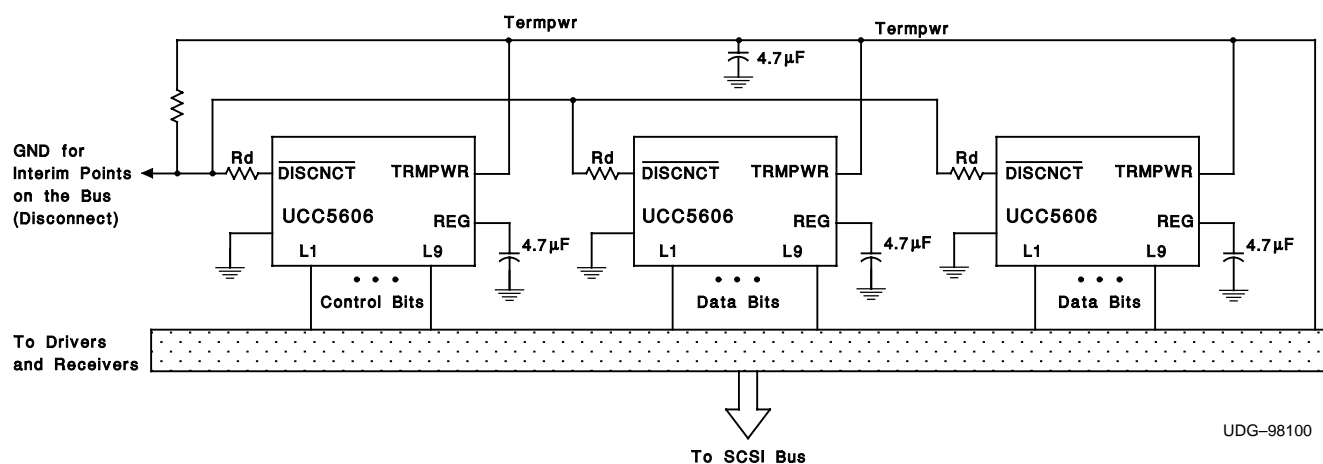 Termpwr
Termpwr
4.7µF
GND for
Interim Points
on the Bus
(Disconnect)
Rd
DISCNCT
TRMPWR
UCC5606
REG
L1
L9
4.7µF
Control Bits
Rd
DISCNCT
TRMPWR
UCC5606
REG
L1
L9
4.7µF
Data Bits
Rd
DISCNCT
TRMPWR
UCC5606
REG
L1
L9
4.7µF
Data Bits
To Drivers
and Receivers
To SCSI Bus
UDG–98100